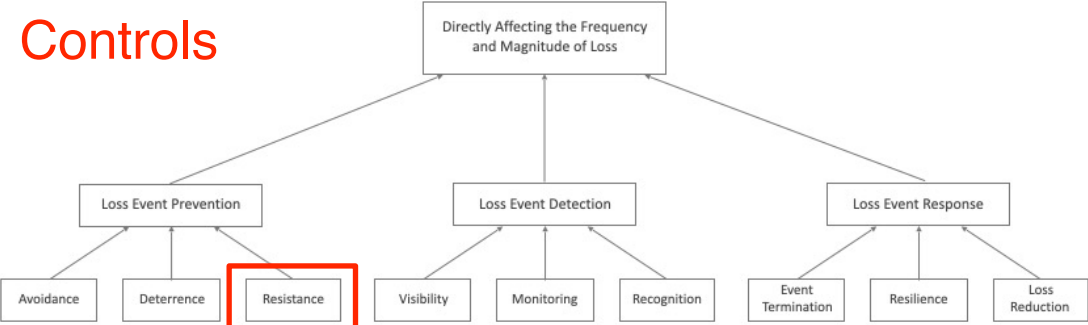 Controls
Directly Affecting the Frequency
and Magnitude of Loss
Loss Event Prevention
Loss Event Detection
Loss Event Response
Avoidance
Deterrence
Resistance
Visibility
Monitoring
Recognition
Event
Termination
Resilience
Loss
Reduction